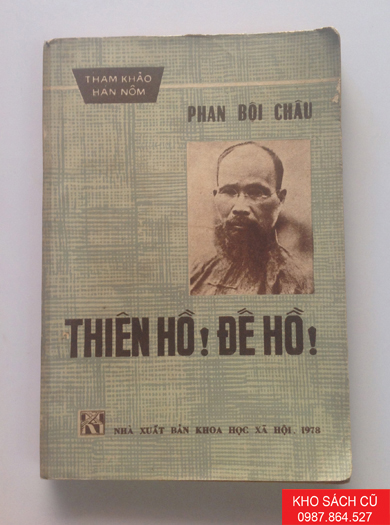 THAM KHẢO
HÁN NÔM
PHAN BỘI CHÂU
THIÊN HỒ! ĐẾ HỒ!
NHÀ XUẤT BẢN KHOA HỌC XÃ HỘI, 1978
KHO SÁCH CŨ
0987.864.527